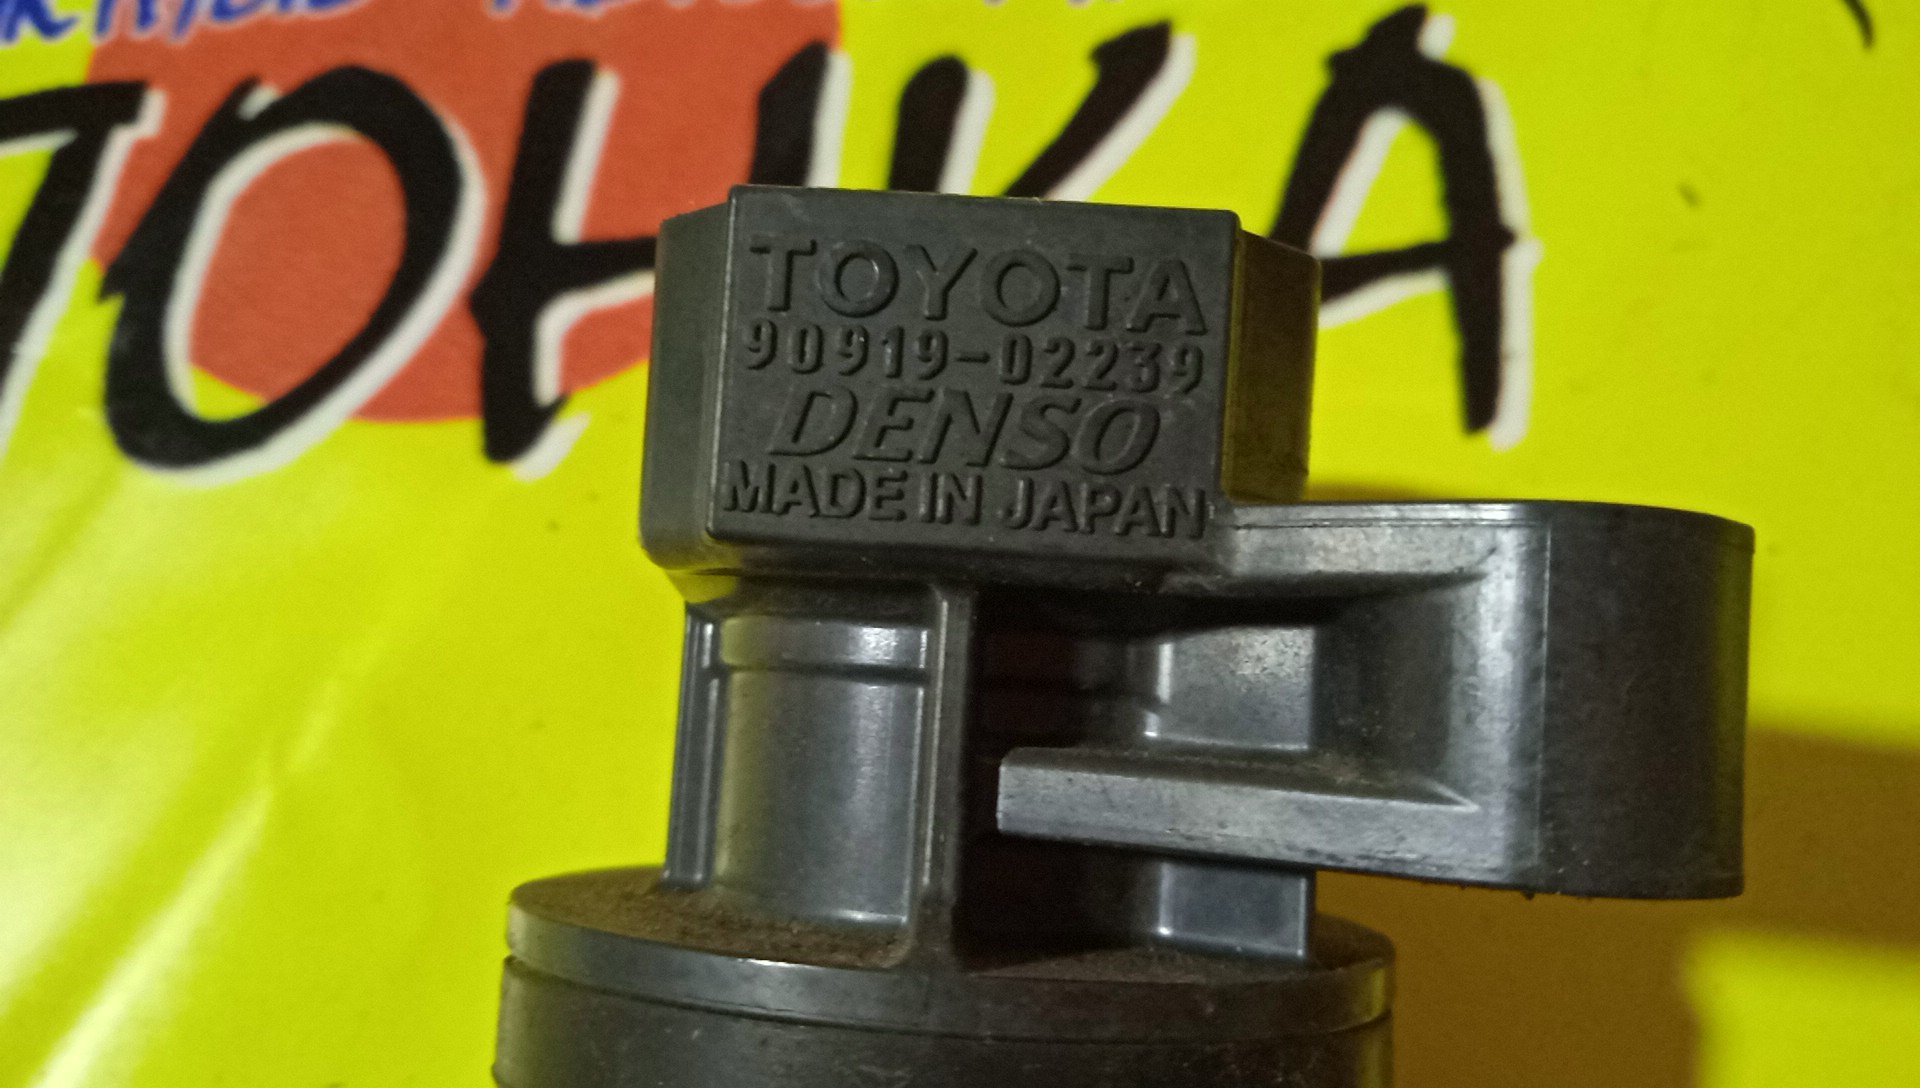 ТОНКА
TOYOTA
90919-02239
DENSO
MADE IN JAPAN